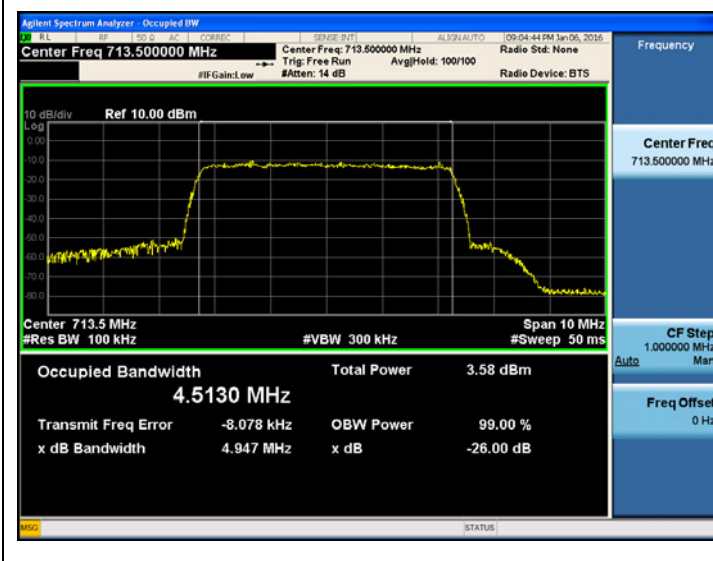 Agilent Spectrum Analyzer - Occupied BW
RL RF 50 Ω AC CORREC SENSE:INT ALIGN AUTO 09:04:44 PM Jan 06, 2016
Center Freq 713.500000 MHz
Center Freq: 713.500000 MHz
Radio Std: None
Trig: Free Run Avg|Hold: 100/100
#IFGain:Low
#Atten: 14 dB
Radio Device: BTS
10 dB/div Ref 10.00 dBm
Log
0.00
-10.0
-20.0
-30.0
-40.0
-50.0
-60.0
-70.0
-80.0
Center 713.5 MHz Span 10 MHz
#Res BW 100 kHz #VBW 300 kHz #Sweep 50 ms
Occupied Bandwidth Total Power 3.58 dBm
4.5130 MHz
Transmit Freq Error -8.078 kHz OBW Power 99.00 %
x dB Bandwidth 4.947 MHz x dB -26.00 dB
MSG STATUS
Frequency
Center Freq
713.500000 MHz
CF Step
1.000000 MHz
Auto Man
Freq Offset
0 Hz